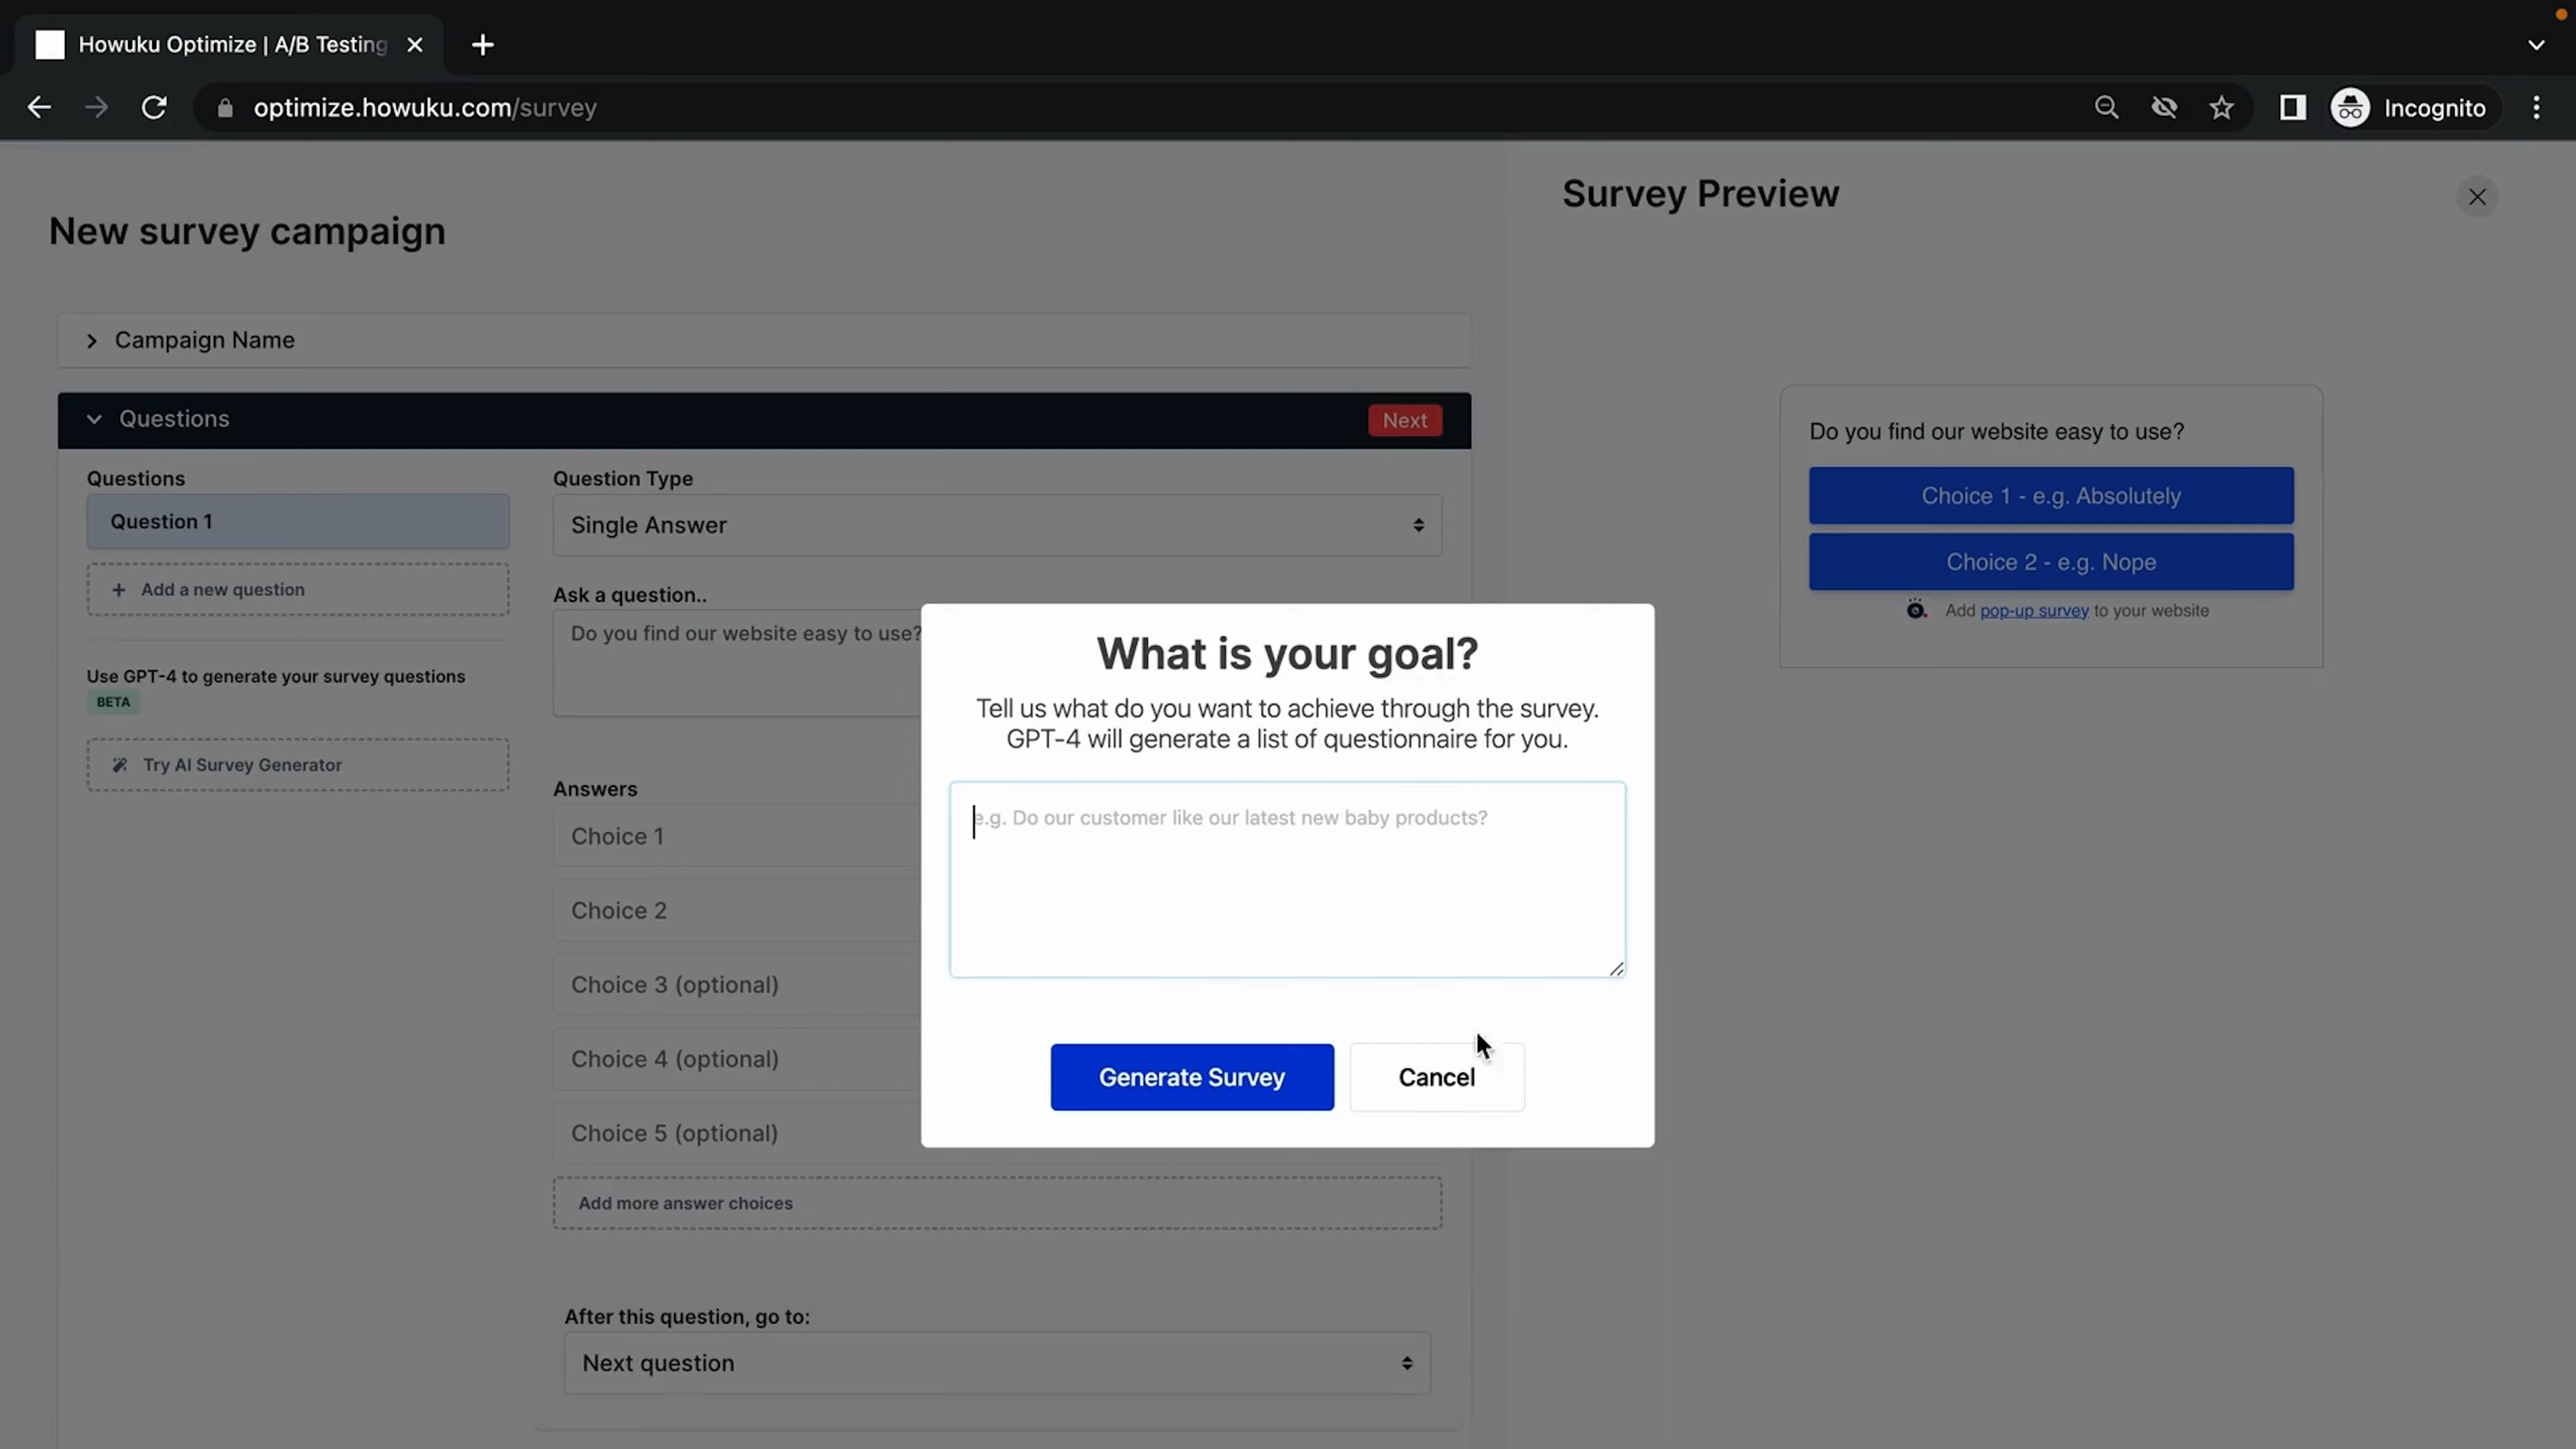 Howuku Optimize | A/B Testing
optimize.howuku.com/survey
Incognito
New survey campaign
Campaign Name
Questions
Next
Questions
Question 1
Add a new question
Use GPT-4 to generate your survey questions
BETA
Try AI Survey Generator
Question Type
Single Answer
Ask a question..
Do you find our website easy to use?
Answers
Choice 1
Choice 2
Choice 3 (optional)
Choice 4 (optional)
Choice 5 (optional)
Add more answer choices
After this question, go to:
Next question
What is your goal?
Tell us what do you want to achieve through the survey.
GPT-4 will generate a list of questionnaire for you.
e.g. Do our customer like our latest new baby products?
Generate Survey
Cancel
Survey Preview
Do you find our website easy to use?
Choice 1 - e.g. Absolutely
Choice 2 - e.g. Nope
Add pop-up survey to your website